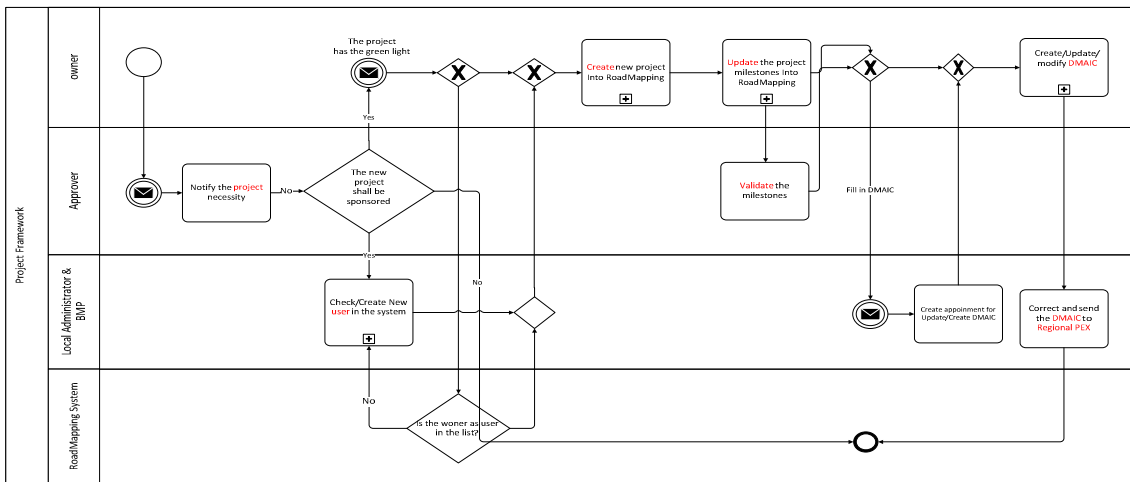 Project Framework
owner
The project
has the green light
Create new project
Into RoadMapping
Update the project
milestones Into
RoadMapping
Create/Update/
modify DMAIC
Yes
Approver
Notify the project
necessity
No
The new
project
shall be
sponsored
Validate the
milestones
Fill in DMAIC
Yes
No
Local Administrator &
BMP
Check/Create New
user in the system
Create appoinment for
Update/Create DMAIC
Correct and send
the DMAIC to
Regional PEX
RoadMapping System
No
Is the woner as user
in the list?